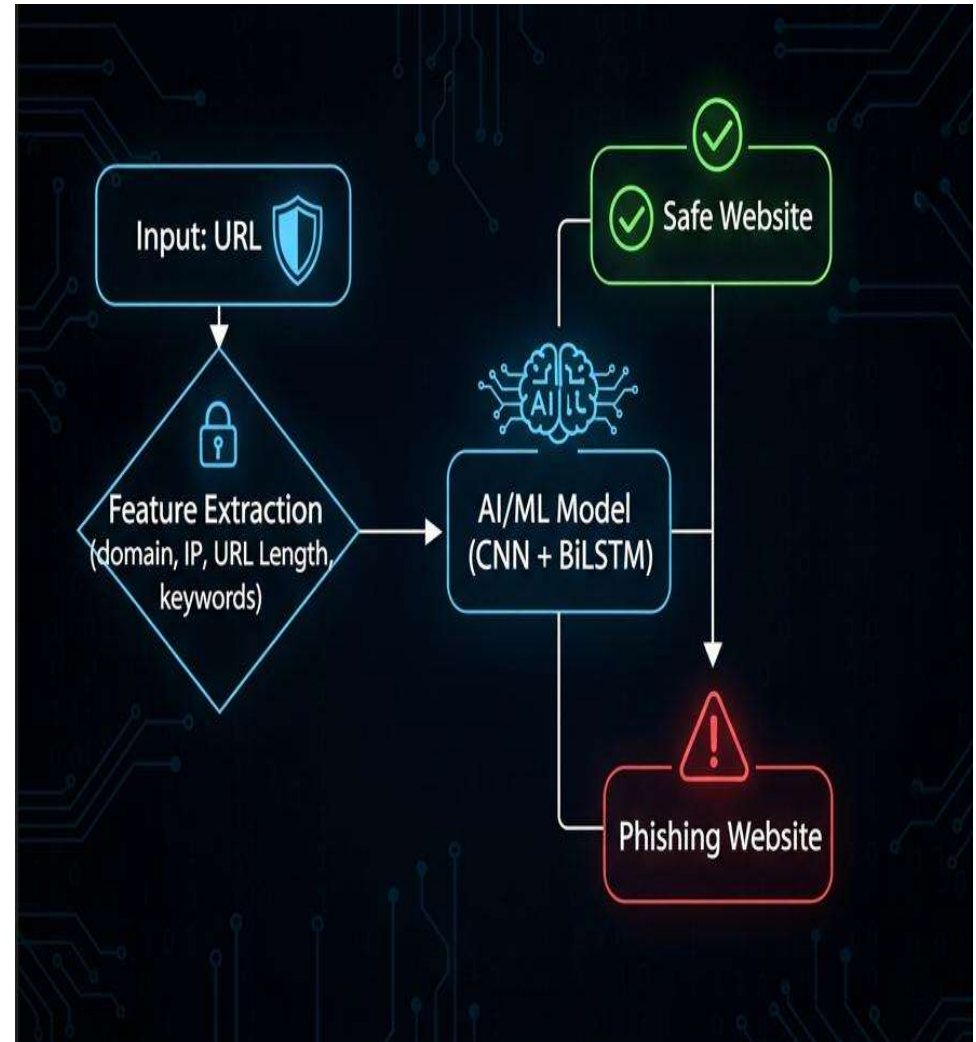 Input: URL
Feature Extraction
(domain, IP, URL Length,
keywords)
AI
AI/ML Model
(CNN + BiLSTM)
Safe Website
Phishing Website